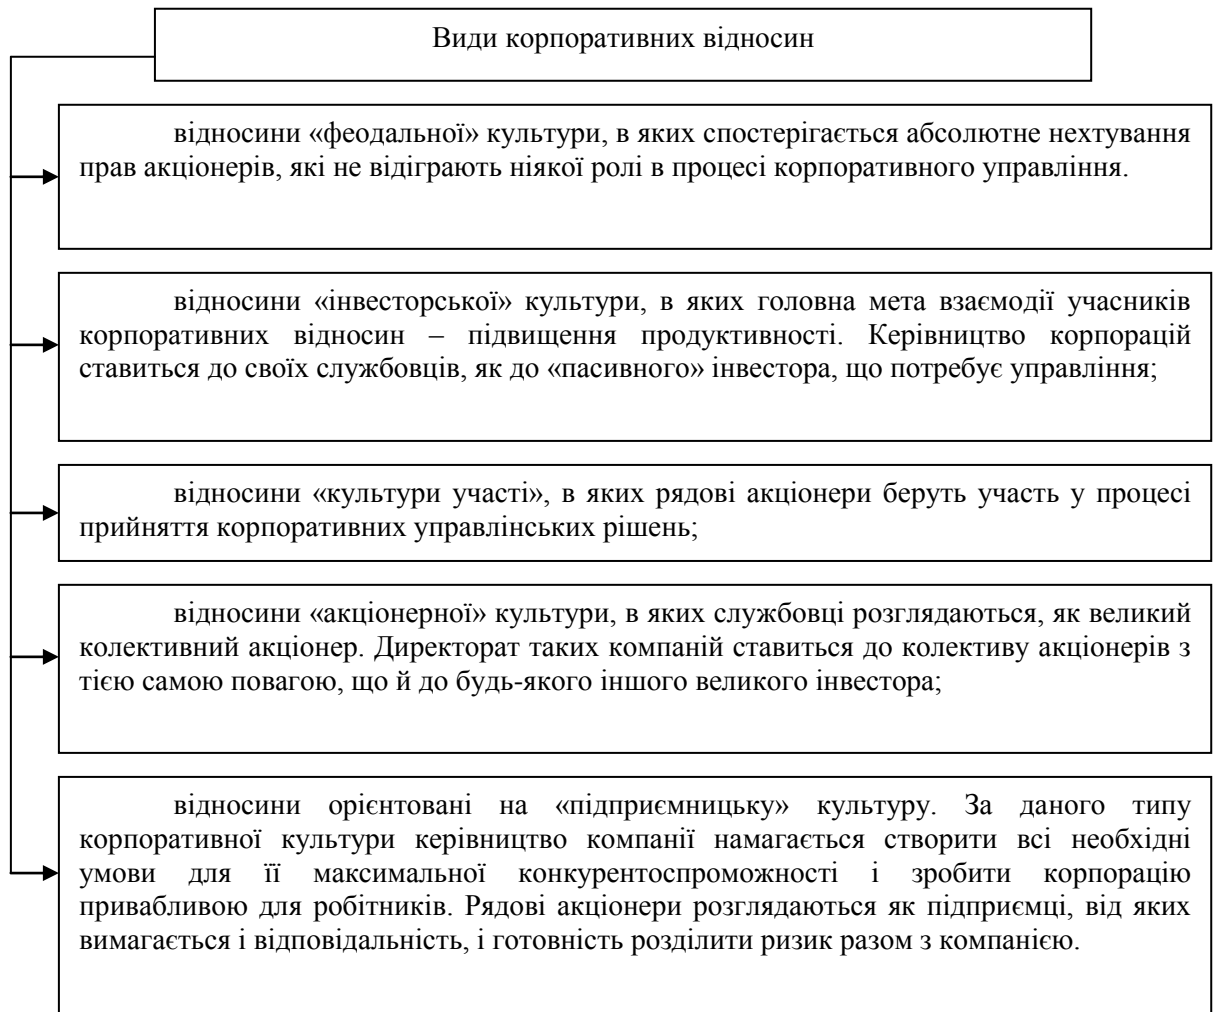 Види корпоративних відносин
відносини «феодальної» культури, в яких спостерігається абсолютне нехтування
прав акціонерів, які не відіграють ніякої ролі в процесі корпоративного управління.
відносини «інвесторської» культури, в яких головна мета взаємодії учасників
корпоративних відносин – підвищення продуктивності. Керівництво корпорацій
ставиться до своїх службовців, як до «пасивного» інвестора, що потребує управління;
відносини «культури участі», в яких рядові акціонери беруть участь у процесі
прийняття корпоративних управлінських рішень;
відносини «акціонерної» культури, в яких службовці розглядаються, як великий
колективний акціонер. Директорат таких компаній ставиться до колективу акціонерів з
тією самою повагою, що й до будь-якого іншого великого інвестора;
відносини орієнтовані на «підприємницьку» культуру. За даного типу
корпоративної культури керівництво компанії намагається створити всі необхідні
умови для її максимальної конкурентоспроможності і зробити корпорацію
привабливою для робітників. Рядові акціонери розглядаються як підприємці, від яких
вимагається і відповідальність, і готовність розділити ризик разом з компанією.